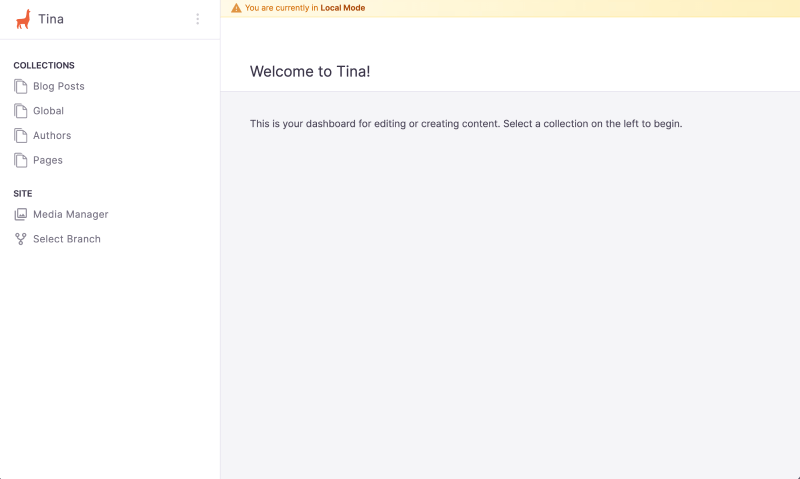 Tina
COLLECTIONS
Blog Posts
Global
Authors
Pages
SITE
Media Manager
Select Branch
You are currently in Local Mode
Welcome to Tina!
This is your dashboard for editing or creating content. Select a collection on the left to begin.